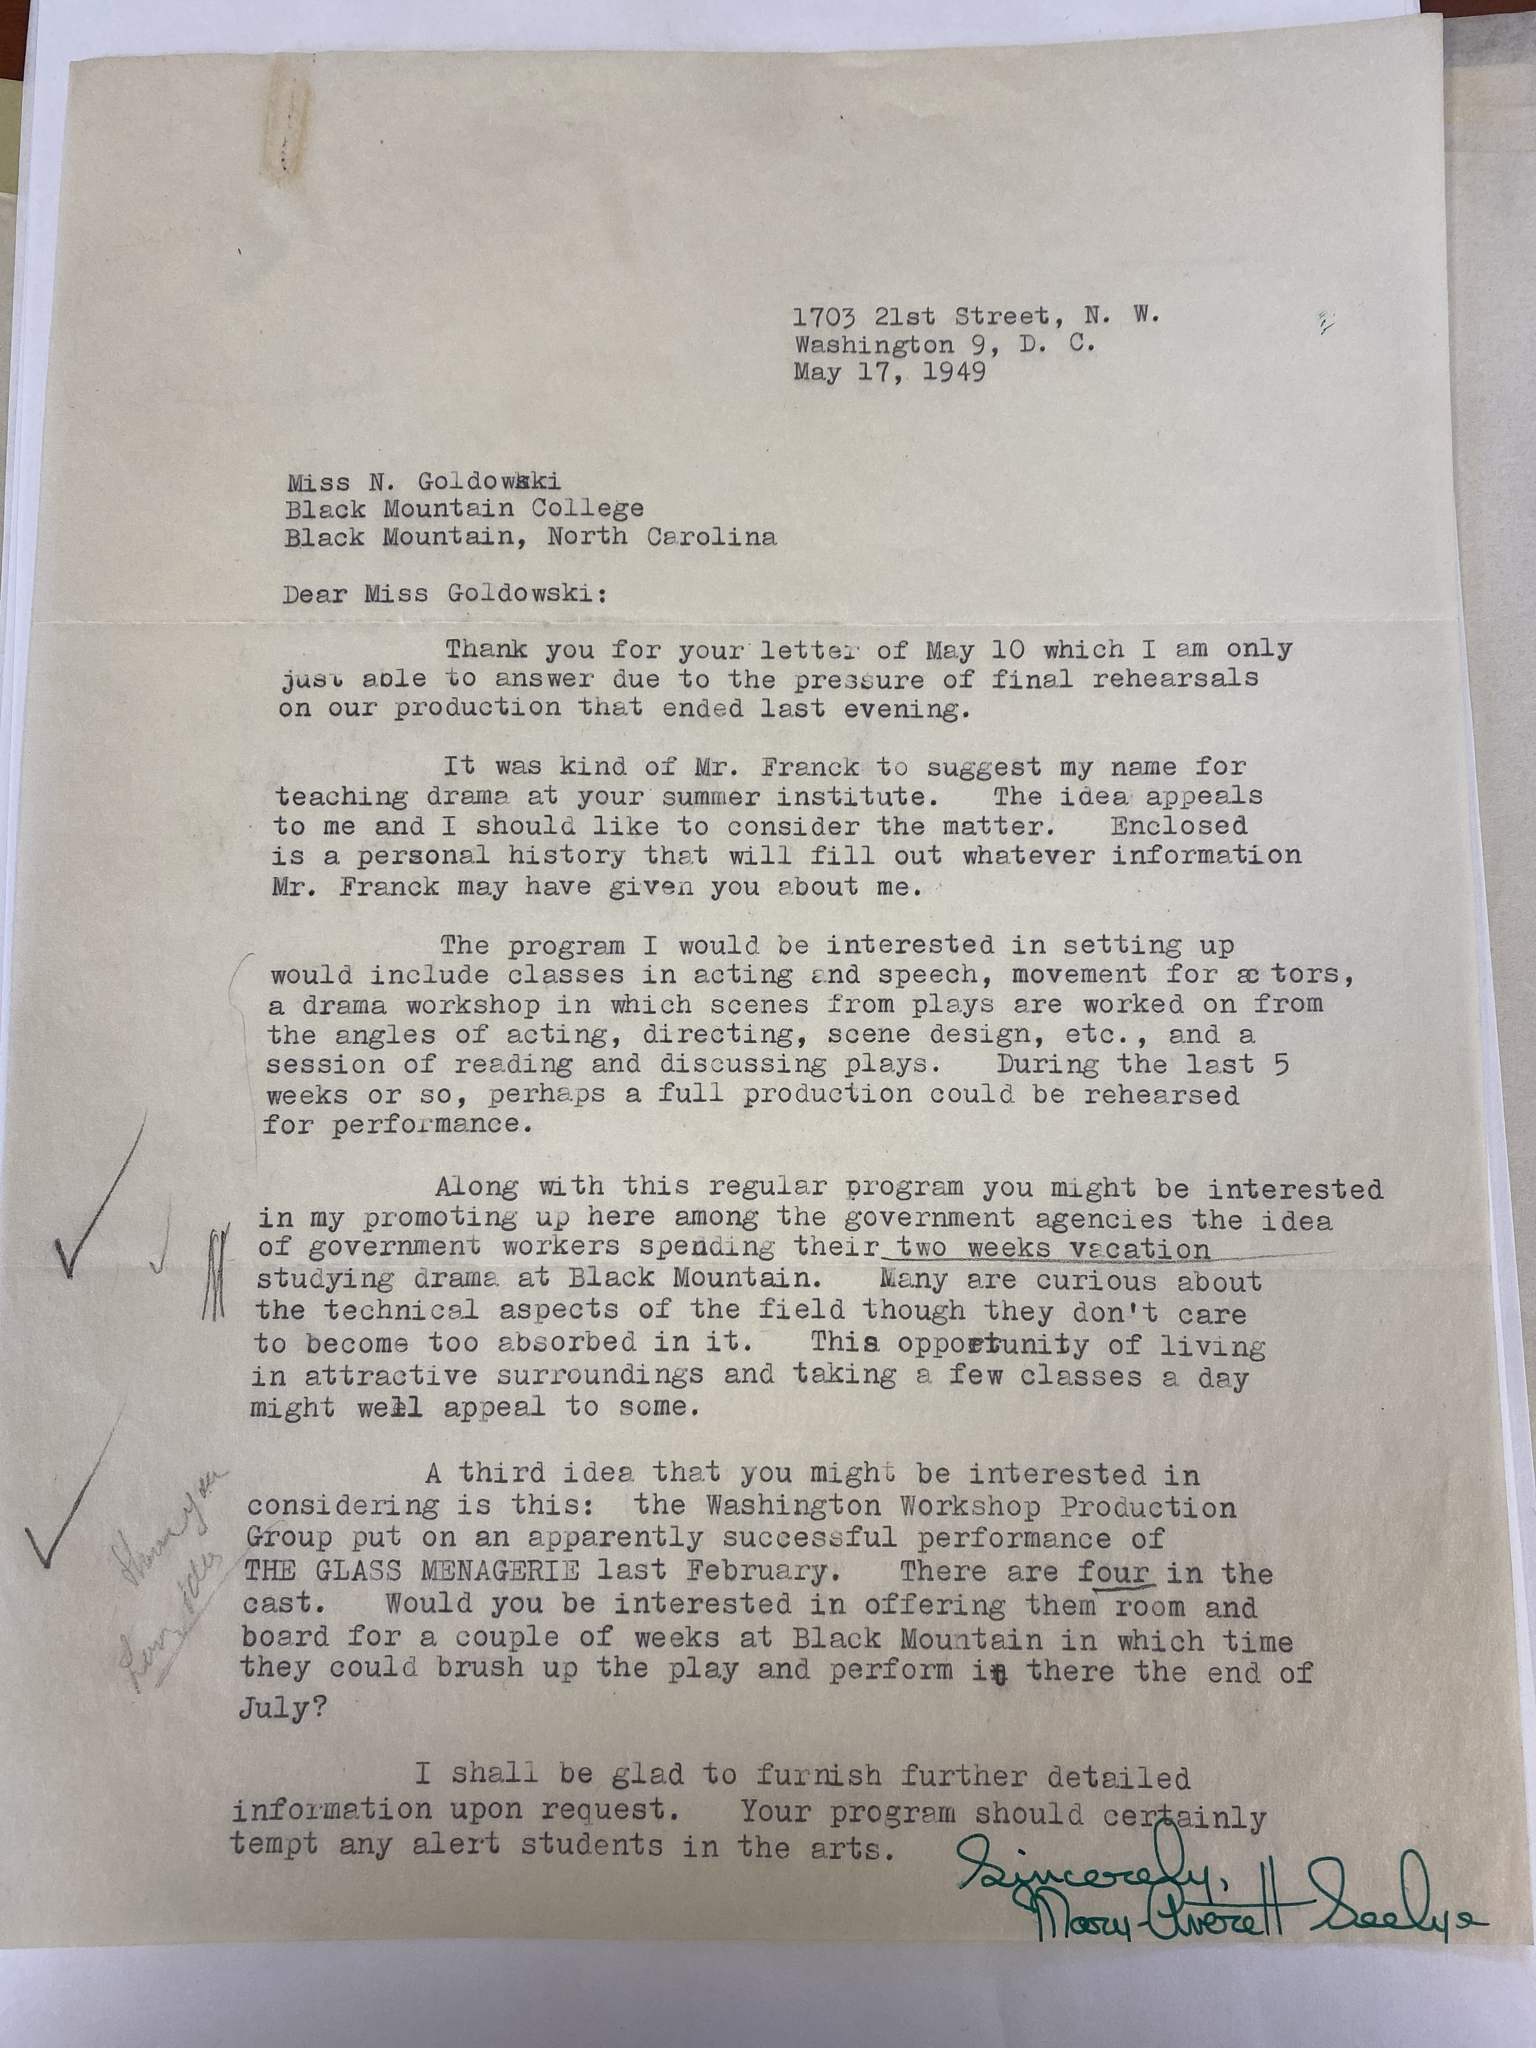 1703 21st Street, N. W.
Washington 9, D. C.
May 17, 1949
Miss N. Goldowski
Black Mountain College
Black Mountain, North Carolina
Dear Miss Goldowski:
Thank you for your letter of May 10 which I am only
just able to answer due to the pressure of final rehearsals
on our production that ended last evening.
It was kind of Mr. Franck to suggest my name for
teaching drama at your summer institute. The idea appeals
to me and I should like to consider the matter. Enclosed
is a personal history that will fill out whatever information
Mr. Franck may have given you about me.
The program I would be interested in setting up
would include classes in acting and speech, movement for actors,
a drama workshop in which scenes from plays are worked on from
the angles of acting, directing, scene design, etc., and a
session of reading and discussing plays. During the last 5
weeks or so, perhaps a full production could be rehearsed
for performance.
Along with this regular program you might be interested
in my promoting up here among the government agencies the idea
of government workers spending their two weeks vacation
studying drama at Black Mountain. Many are curious about
the technical aspects of the field though they don't care
to become too absorbed in it. This opportunity of living
in attractive surroundings and taking a few classes a day
might well appeal to some.
A third idea that you might be interested in
considering is this: the Washington Workshop Production
Group put on an apparently successful performance of
THE GLASS MENAGERIE last February. There are four in the
cast. Would you be interested in offering them room and
board for a couple of weeks at Black Mountain in which time
they could brush up the play and perform it there the end of
July?
I shall be glad to furnish further detailed
information upon request. Your program should certainly
tempt any alert students in the arts.
Sincerely,
Mary-Averett Seelye